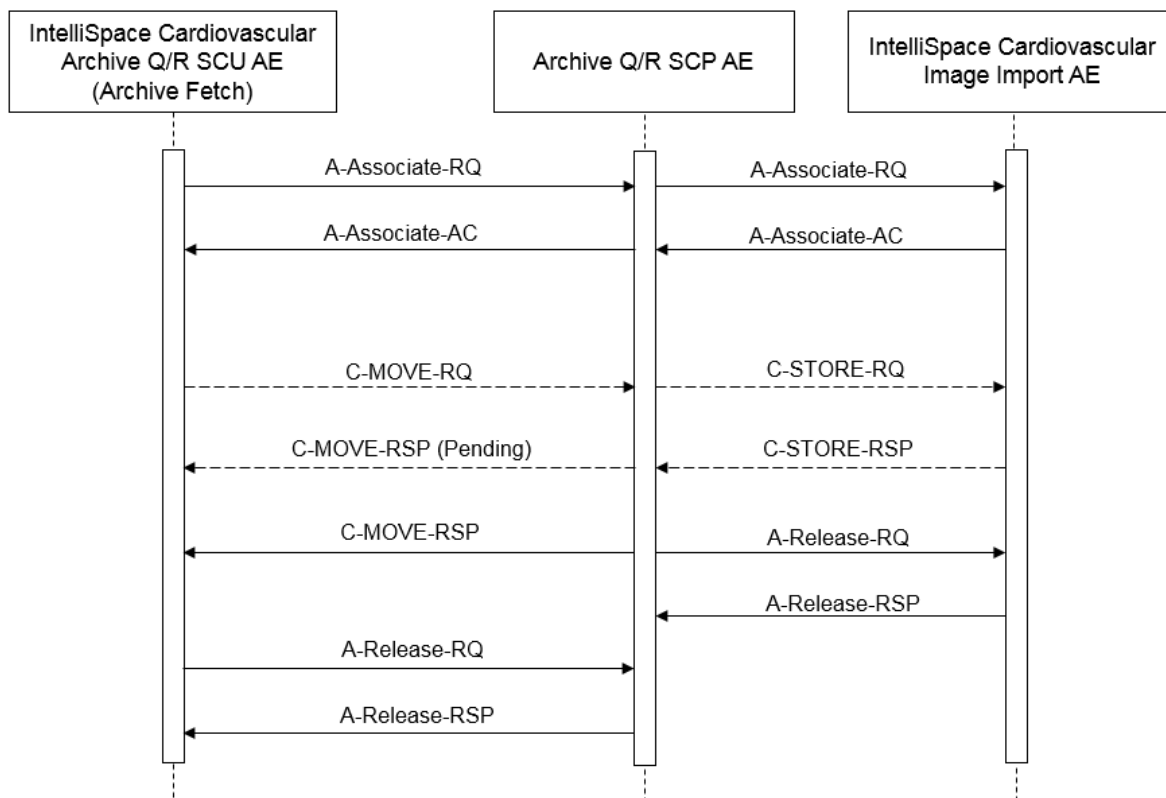 IntelliSpace Cardiovascular
Archive Q/R SCU AE
(Archive Fetch)
Archive Q/R SCP AE
IntelliSpace Cardiovascular
Image Import AE
A-Associate-RQ
A-Associate-RQ
A-Associate-AC
A-Associate-AC
C-MOVE-RQ
C-STORE-RQ
C-MOVE-RSP (Pending)
C-STORE-RSP
C-MOVE-RSP
A-Release-RQ
A-Release-RSP
A-Release-RQ
A-Release-RSP